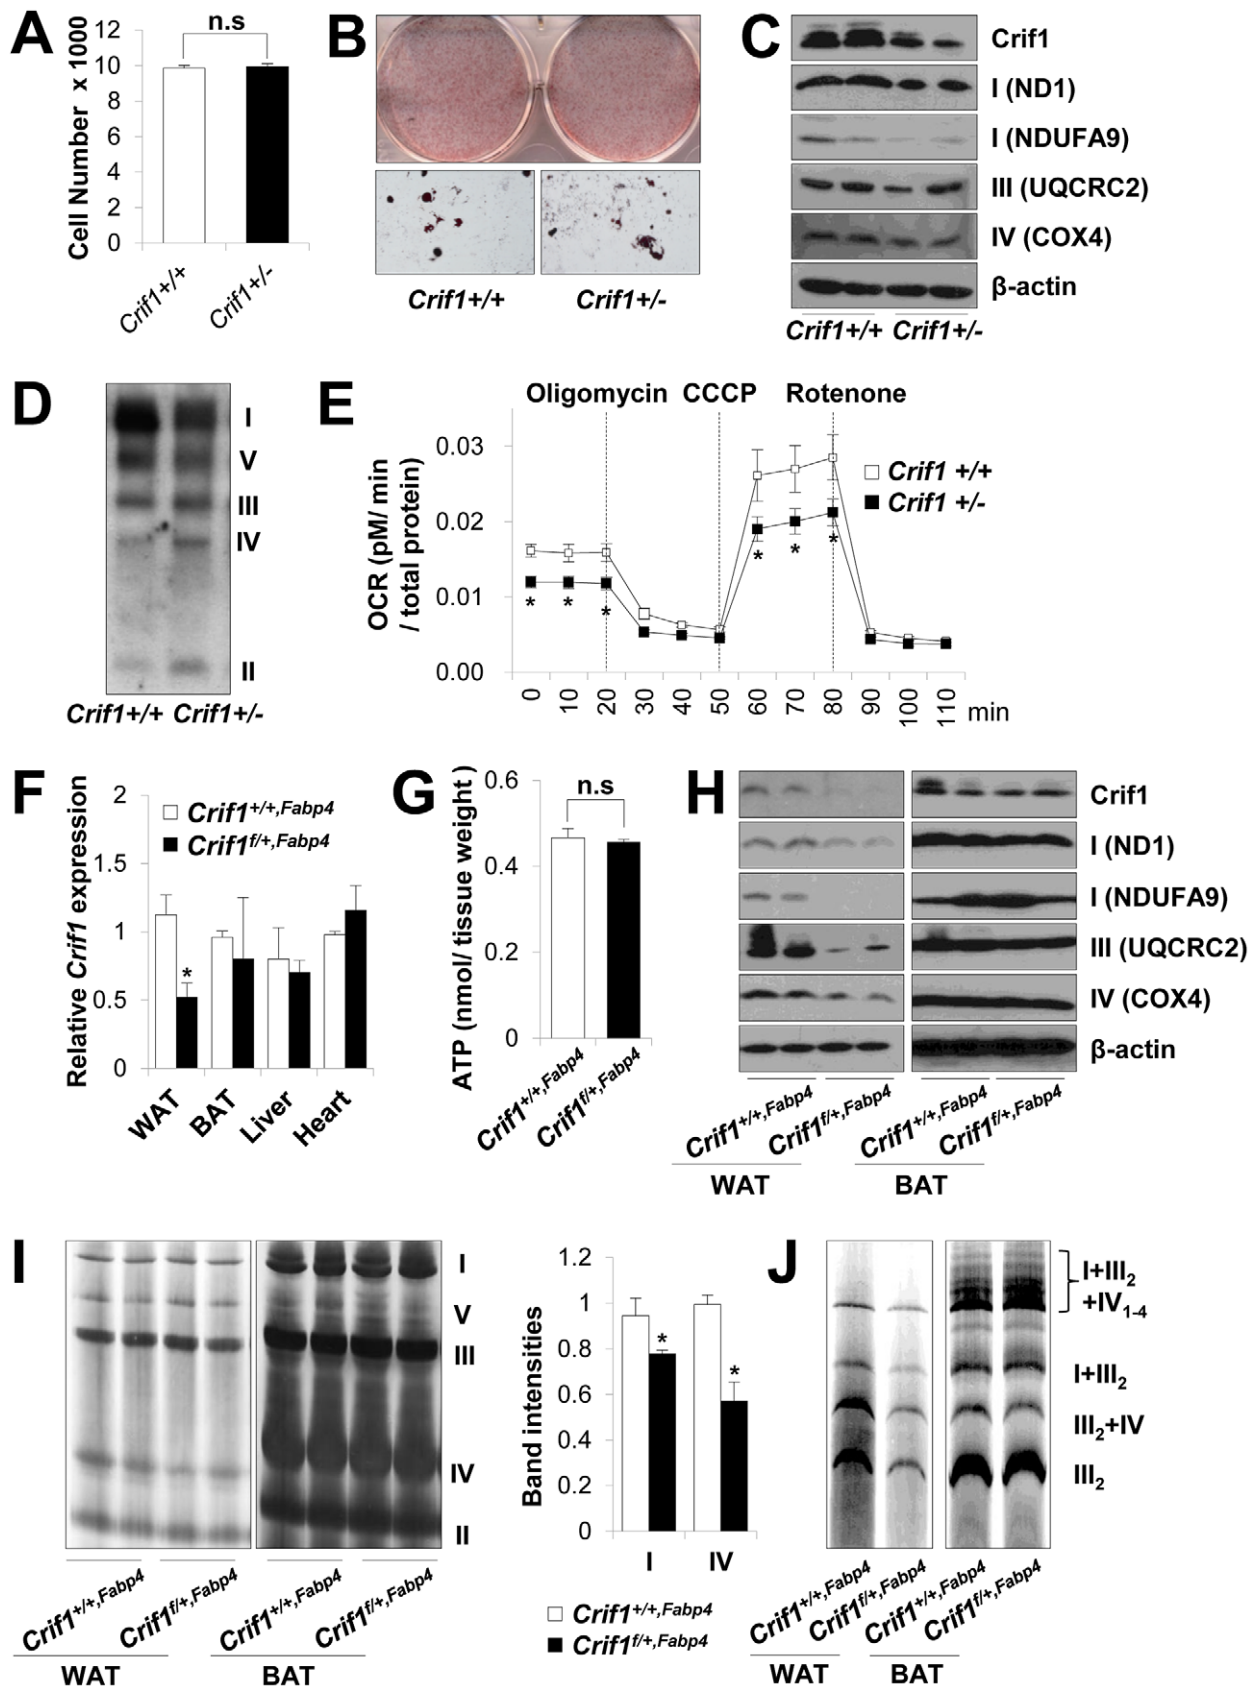 A
Cell Number x 1000
12
10
8
6
4
2
0
n.s
Crif1+/+
Crif1+/-
B
Crif1+/+
Crif1+/-
C
Crif1
I (ND1)
I (NDUFA9)
III (UQCRC2)
IV (COX4)
β-actin
Crif1+/+ Crif1+/-
D
I
V
III
IV
II
Crif1+/+ Crif1+/-
E
Oligomycin CCCP Rotenone
OCR (pM/ min
/ total protein)
0.03
0.02
0.01
0.00
Crif1 +/+
Crif1 +/-
* * * * * *
0 10 20 30 40 50 60 70 80 90 100 110 min
F
Relative Crif1 expression
2
1.5
1
0.5
0
Crif1+/+,Fabp4
Crif1f/+,Fabp4
*
WAT BAT Liver Heart
G
ATP (nmol/ tissue weight )
0.6
0.4
0.2
0
n.s
Crif1+/+,Fabp4
Crif1f/+,Fabp4
H
Crif1
I (ND1)
I (NDUFA9)
III (UQCRC2)
IV (COX4)
β-actin
Crif1+/+,Fabp4 Crif1f/+,Fabp4 Crif1+/+,Fabp4 Crif1f/+,Fabp4
WAT BAT
I
I
V
III
IV
II
Crif1+/+,Fabp4 Crif1f/+,Fabp4 Crif1+/+,Fabp4 Crif1f/+,Fabp4
WAT BAT
Band intensities
1.2
1
0.8
0.6
0.4
0.2
0
* *
I IV
Crif1+/+,Fabp4
Crif1f/+,Fabp4
J
I+III2
+IV1-4
I+III2
III2+IV
III2
Crif1+/+,Fabp4 Crif1f/+,Fabp4 Crif1+/+,Fabp4 Crif1f/+,Fabp4
WAT BAT